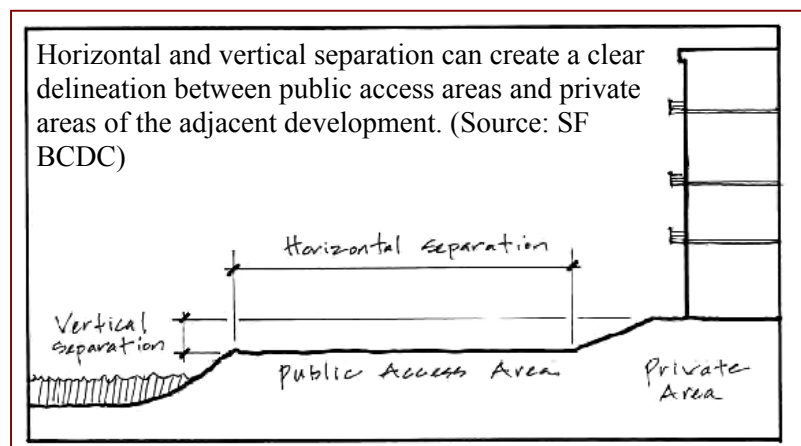 Horizontal and vertical separation can create a clear
delineation between public access areas and private
areas of the adjacent development. (Source: SF
BCDC)
Horizontal separation
Vertical
separation
Public Access Area
Private
Area